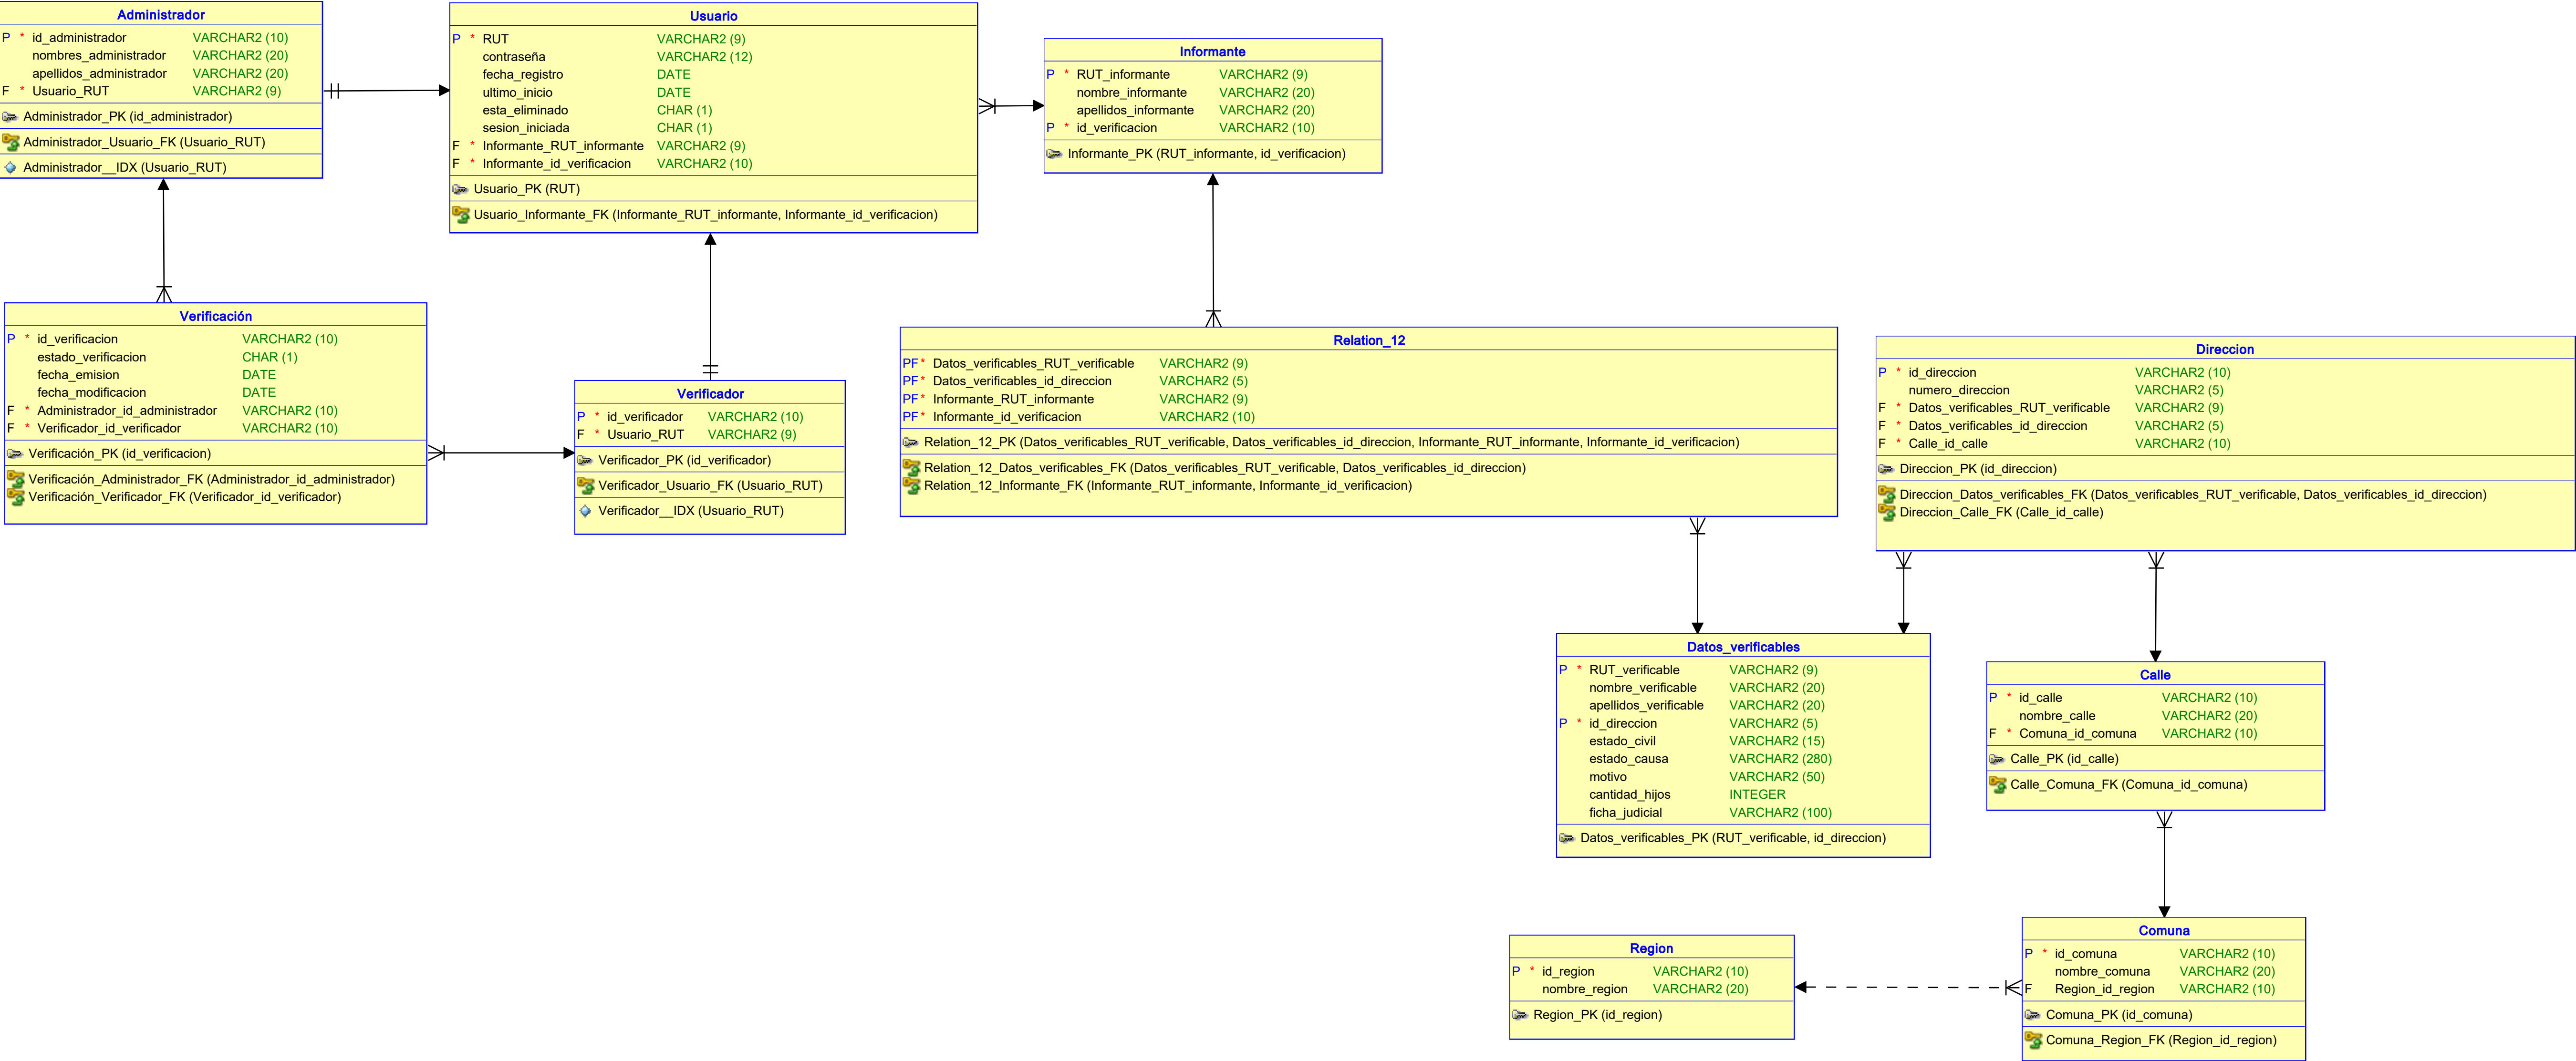 Administrador
P * id_administrador VARCHAR2 (10)
nombres_administrador VARCHAR2 (20)
apellidos_administrador VARCHAR2 (20)
F * Usuario_RUT VARCHAR2 (9)
Administrador_PK (id_administrador)
Administrador_Usuario_FK (Usuario_RUT)
Administrador__IDX (Usuario_RUT)
Usuario
P * RUT VARCHAR2 (9)
contraseña VARCHAR2 (12)
fecha_registro DATE
ultimo_inicio DATE
esta_eliminado CHAR (1)
sesion_iniciada CHAR (1)
F * Informante_RUT_informante VARCHAR2 (9)
F * Informante_id_verificacion VARCHAR2 (10)
Usuario_PK (RUT)
Usuario_Informante_FK (Informante_RUT_informante, Informante_id_verificacion)
Informante
P * RUT_informante VARCHAR2 (9)
nombre_informante VARCHAR2 (20)
apellidos_informante VARCHAR2 (20)
P * id_verificacion VARCHAR2 (10)
Informante_PK (RUT_informante, id_verificacion)
Verificación
P * id_verificacion VARCHAR2 (10)
estado_verificacion CHAR (1)
fecha_emision DATE
fecha_modificacion DATE
F * Administrador_id_administrador VARCHAR2 (10)
F * Verificador_id_verificador VARCHAR2 (10)
Verificación_PK (id_verificacion)
Verificación_Administrador_FK (Administrador_id_administrador)
Verificación_Verificador_FK (Verificador_id_verificador)
Verificador
P * id_verificador VARCHAR2 (10)
F * Usuario_RUT VARCHAR2 (9)
Verificador_PK (id_verificador)
Verificador_Usuario_FK (Usuario_RUT)
Verificador__IDX (Usuario_RUT)
Relation_12
PF * Datos_verificables_RUT_verificable VARCHAR2 (9)
PF * Datos_verificables_id_direccion VARCHAR2 (5)
PF * Informante_RUT_informante VARCHAR2 (9)
PF * Informante_id_verificacion VARCHAR2 (10)
Relation_12_PK (Datos_verificables_RUT_verificable, Datos_verificables_id_direccion, Informante_RUT_informante, Informante_id_verificacion)
Relation_12_Datos_verificables_FK (Datos_verificables_RUT_verificable, Datos_verificables_id_direccion)
Relation_12_Informante_FK (Informante_RUT_informante, Informante_id_verificacion)
Direccion
P * id_direccion VARCHAR2 (10)
numero_direccion VARCHAR2 (5)
F * Datos_verificables_RUT_verificable VARCHAR2 (9)
F * Datos_verificables_id_direccion VARCHAR2 (5)
F * Calle_id_calle VARCHAR2 (10)
Direccion_PK (id_direccion)
Direccion_Datos_verificables_FK (Datos_verificables_RUT_verificable, Datos_verificables_id_direccion)
Direccion_Calle_FK (Calle_id_calle)
Datos_verificables
P * RUT_verificable VARCHAR2 (9)
nombre_verificable VARCHAR2 (20)
apellidos_verificable VARCHAR2 (20)
P * id_direccion VARCHAR2 (5)
estado_civil VARCHAR2 (15)
estado_causa VARCHAR2 (280)
motivo VARCHAR2 (50)
cantidad_hijos INTEGER
ficha_judicial VARCHAR2 (100)
Datos_verificables_PK (RUT_verificable, id_direccion)
Calle
P * id_calle VARCHAR2 (10)
nombre_calle VARCHAR2 (20)
F * Comuna_id_comuna VARCHAR2 (10)
Calle_PK (id_calle)
Calle_Comuna_FK (Comuna_id_comuna)
Region
P * id_region VARCHAR2 (10)
nombre_region VARCHAR2 (20)
Region_PK (id_region)
Comuna
P * id_comuna VARCHAR2 (10)
nombre_comuna VARCHAR2 (20)
F Region_id_region VARCHAR2 (10)
Comuna_PK (id_comuna)
Comuna_Region_FK (Region_id_region)